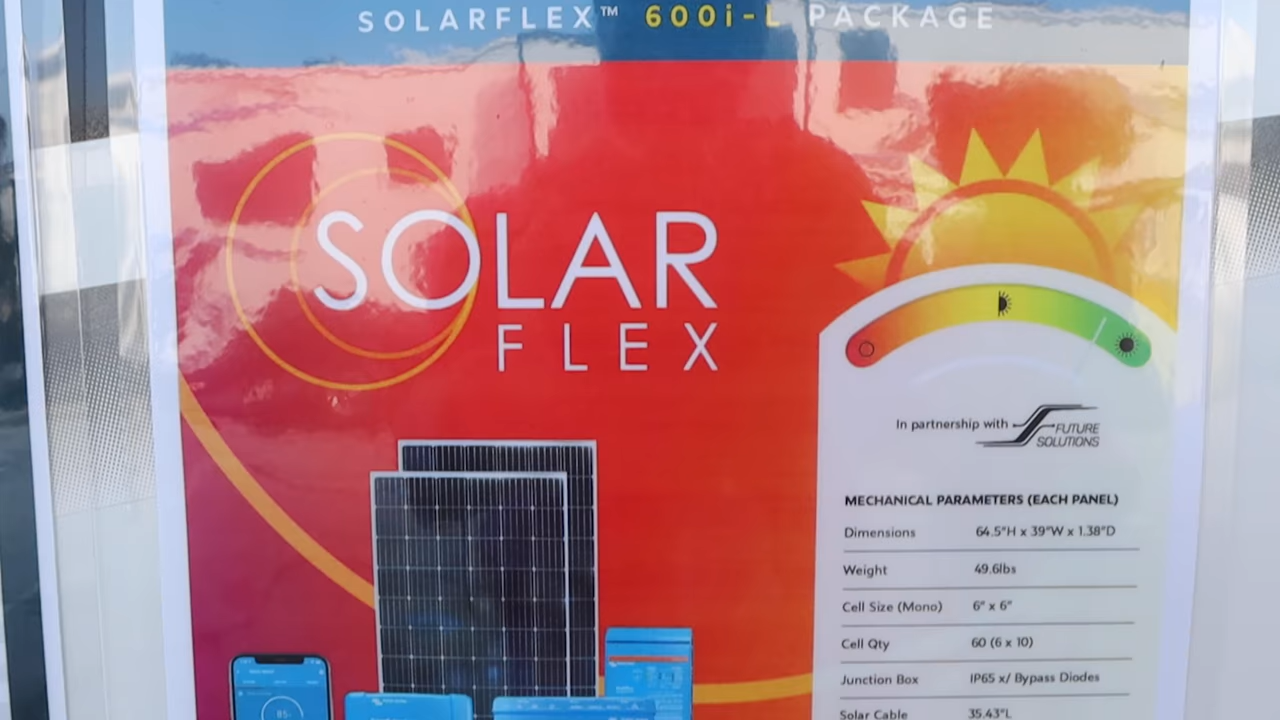 SOLARFLEX™ 600i-L PACKAGE
SOLAR
FLEX
In partnership with
FUTURE
SOLUTIONS
MECHANICAL PARAMETERS (EACH PANEL)
Dimensions 64.5"H x 39"W x 1.38"D
Weight 49.6lbs
Cell Size (Mono) 6" x 6"
Cell Qty 60 (6 x 10)
Junction Box IP65 x/ Bypass Diodes
Solar Cable 35.43"L